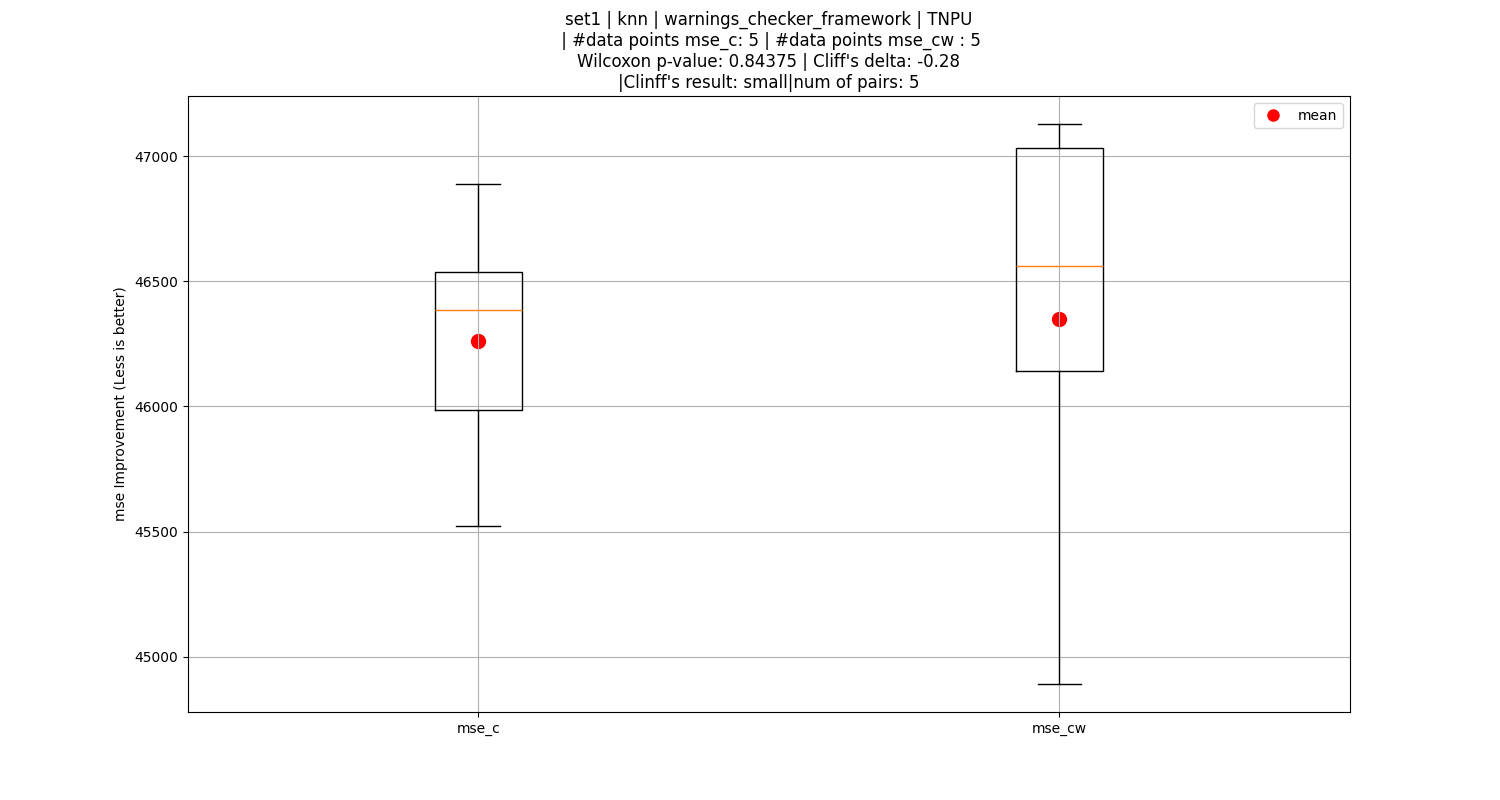 set1 | knn | warnings_checker_framework | TNPU
| #data points mse_c: 5 | #data points mse_cw : 5
Wilcoxon p-value: 0.84375 | Cliff's delta: -0.28
|Clinff's result: small|num of pairs: 5
mean
mse Improvement (Less is better)
47000
46500
46000
45500
45000
mse_c
mse_cw